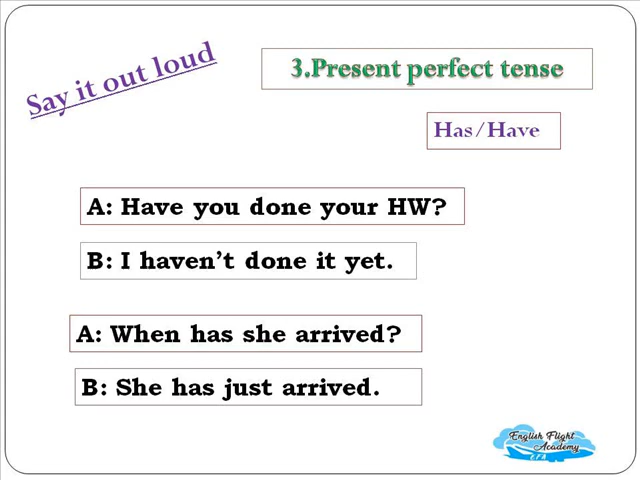 Say it out loud
3.Present perfect tense
Has/Have
A: Have you done your HW?
B: I haven’t done it yet.
A: When has she arrived?
B: She has just arrived.
English Flight
Academy
E.F.A